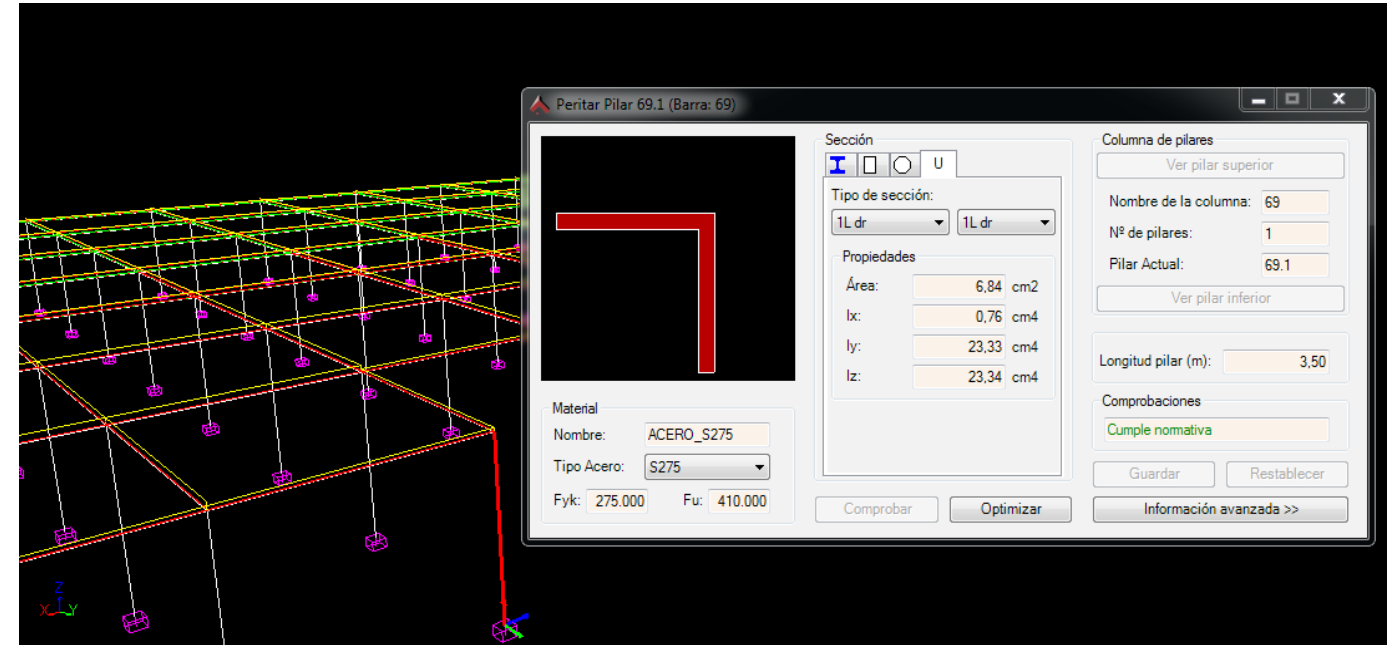 Peritar Pilar 69.1 (Barra: 69)
Sección
U
Tipo de sección:
1L dr 1L dr
Propiedades
Área: 6,84 cm2
Ix: 0,76 cm4
Iy: 23,33 cm4
Iz: 23,34 cm4
Material
Nombre: ACERO_S275
Tipo Acero: S275
Fyk: 275.000 Fu: 410.000
Comprobar Optimizar
Columna de pilares
Ver pilar superior
Nombre de la columna: 69
Nº de pilares: 1
Pilar Actual: 69.1
Ver pilar inferior
Longitud pilar (m): 3,50
Comprobaciones
Cumple normativa
Guardar Restablecer
Información avanzada >>
Z
X Y